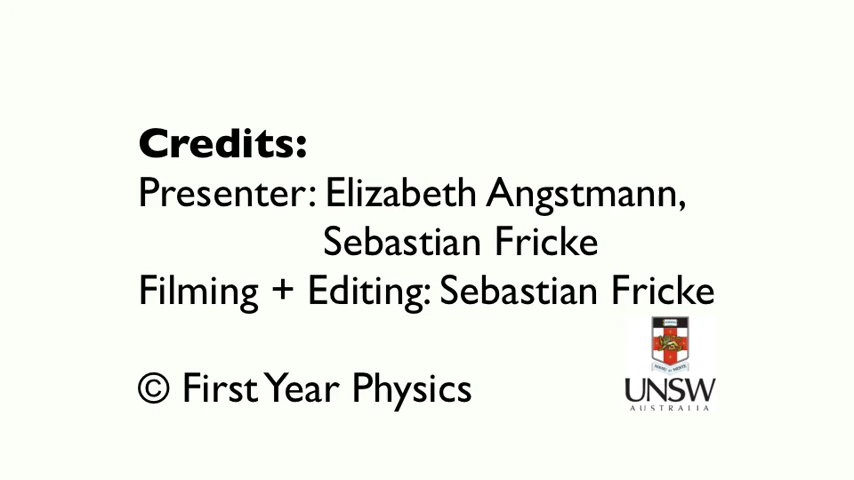 Credits:
Presenter: Elizabeth Angstmann,
Sebastian Fricke
Filming + Editing: Sebastian Fricke
© First Year Physics
UNSW
AUSTRALIA